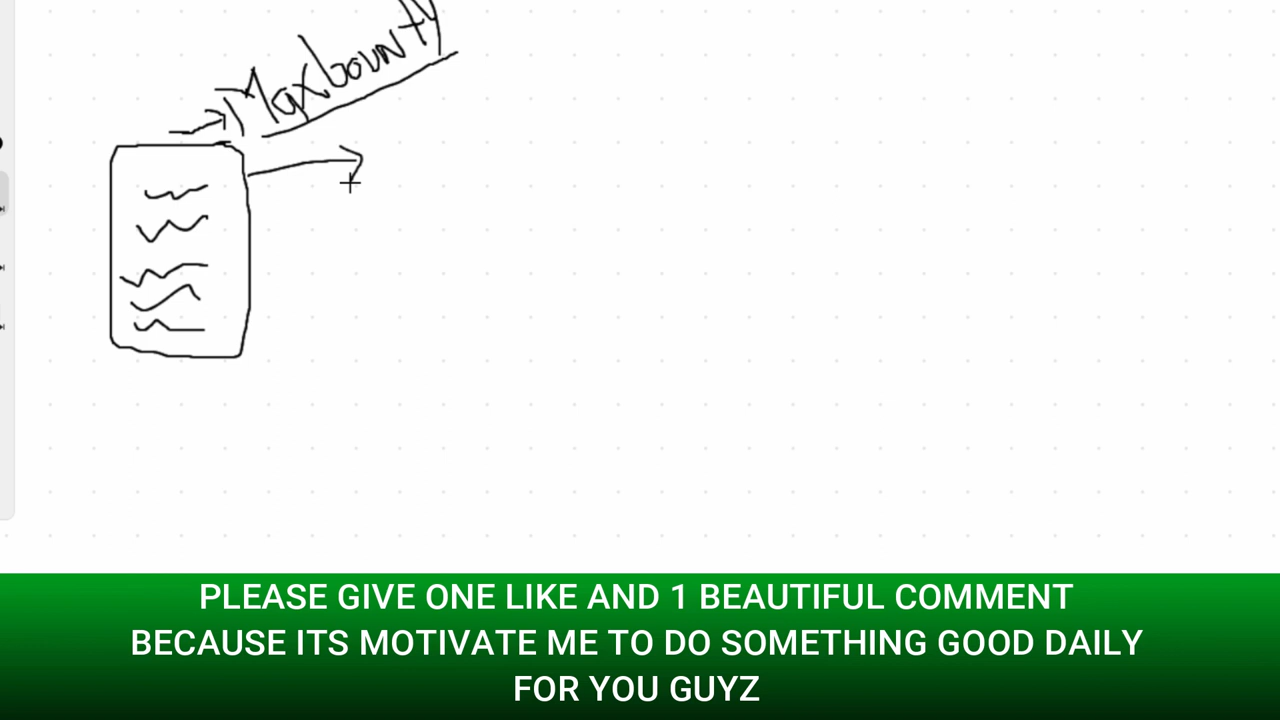 Maxbounty
PLEASE GIVE ONE LIKE AND 1 BEAUTIFUL COMMENT
BECAUSE ITS MOTIVATE ME TO DO SOMETHING GOOD DAILY
FOR YOU GUYZ